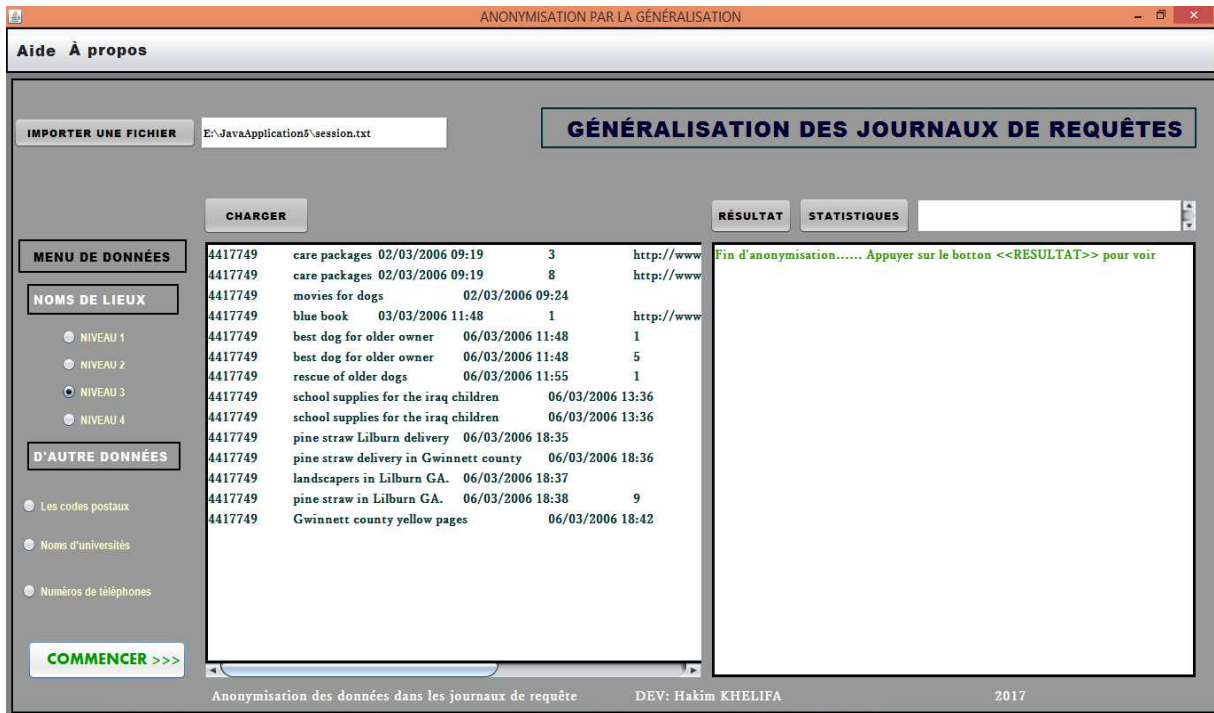 ANONYMISATION PAR LA GÉNÉRALISATION
Aide À propos
IMPORTER UNE FICHIER
E:\JavaApplication5\session.txt
GÉNÉRALISATION DES JOURNAUX DE REQUÊTES
CHARGER
RÉSULTAT
STATISTIQUES
MENU DE DONNÉES
NOMS DE LIEUX
NIVEAU 1
NIVEAU 2
NIVEAU 3
NIVEAU 4
D'AUTRE DONNÉES
Les codes postaux
Noms d'universités
Numéros de téléphones
COMMENCER >>>
4417749 care packages 02/03/2006 09:19 3 http://www
4417749 care packages 02/03/2006 09:19 8 http://www
4417749 movies for dogs 02/03/2006 09:24
4417749 blue book 03/03/2006 11:48 1 http://www
4417749 best dog for older owner 06/03/2006 11:48 1
4417749 best dog for older owner 06/03/2006 11:48 5
4417749 rescue of older dogs 06/03/2006 11:55 1
4417749 school supplies for the iraq children 06/03/2006 13:36
4417749 school supplies for the iraq children 06/03/2006 13:36
4417749 pine straw Lilburn delivery 06/03/2006 18:35
4417749 pine straw delivery in Gwinnett county 06/03/2006 18:36
4417749 landscapers in Lilburn GA. 06/03/2006 18:37
4417749 pine straw in Lilburn GA. 06/03/2006 18:38 9
4417749 Gwinnett county yellow pages 06/03/2006 18:42
Fin d'anonymisation...... Appuyer sur le botton <<RESULTAT>> pour voir
Anonymisation des données dans les journaux de requête DEV: Hakim KHELIFA 2017